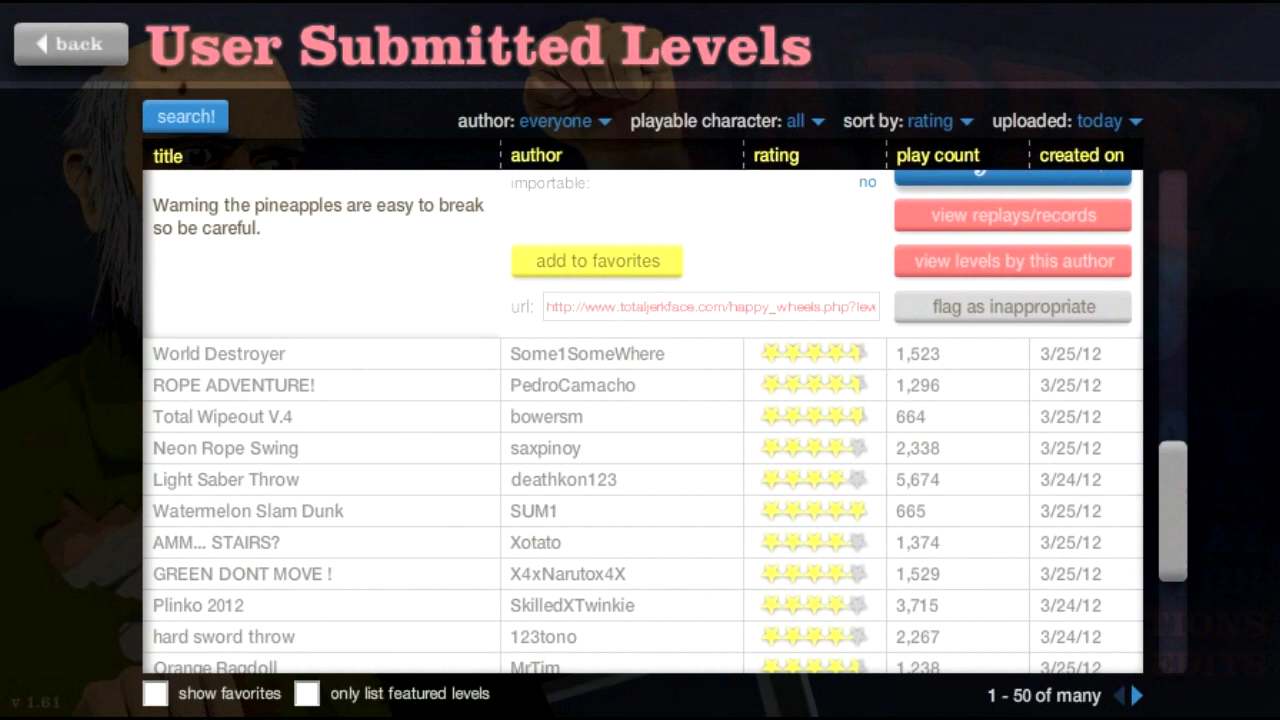 back
User Submitted Levels
search!
author: everyone playable character: all sort by: rating uploaded: today
title author rating play count created on
importable: no
Warning the pineapples are easy to break
so be careful.
view replays/records
add to favorites
view levels by this author
url: http://www.totaljerkface.com/happy_wheels.php?leve
flag as inappropriate
World Destroyer Some1SomeWhere 1,523 3/25/12
ROPE ADVENTURE! PedroCamacho 1,296 3/25/12
Total Wipeout V.4 bowersm 664 3/25/12
Neon Rope Swing saxpinoy 2,338 3/25/12
Light Saber Throw deathkon123 5,674 3/24/12
Watermelon Slam Dunk SUM1 665 3/25/12
AMM... STAIRS? Xotato 1,374 3/25/12
GREEN DONT MOVE ! X4xNarutox4X 1,529 3/25/12
Plinko 2012 SkilledXTwinkie 3,715 3/24/12
hard sword throw 123tono 2,267 3/24/12
Orange Ragdoll MrTim 1,238 3/25/12
show favorites only list featured levels 1 - 50 of many
v 1.61